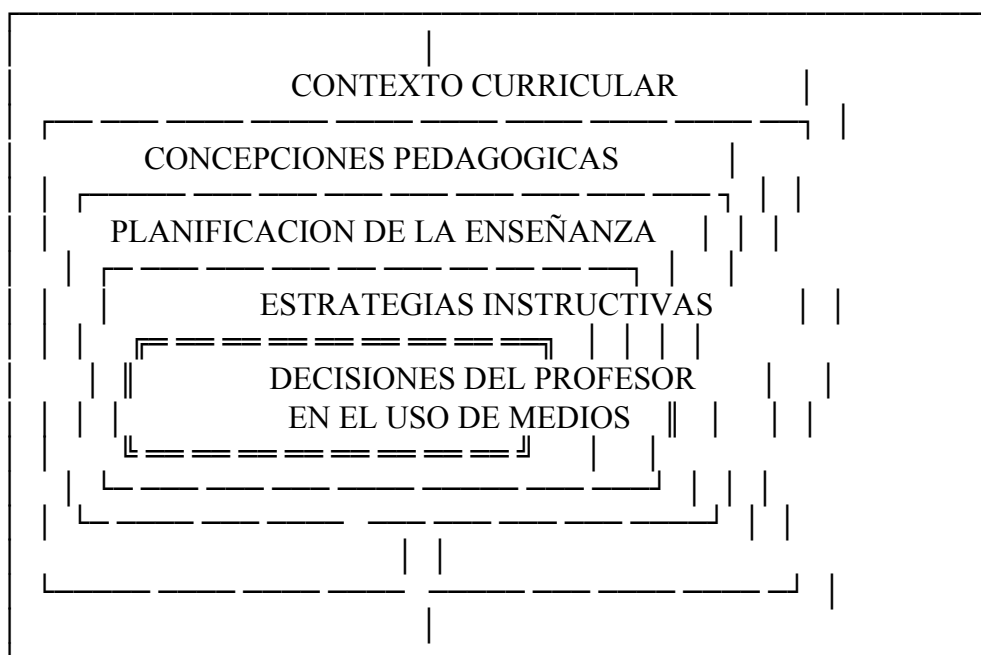 CONTEXTO CURRICULAR
CONCEPCIONES PEDAGOGICAS
PLANIFICACION DE LA ENSEÑANZA
ESTRATEGIAS INSTRUCTIVAS
DECISIONES DEL PROFESOR
EN EL USO DE MEDIOS